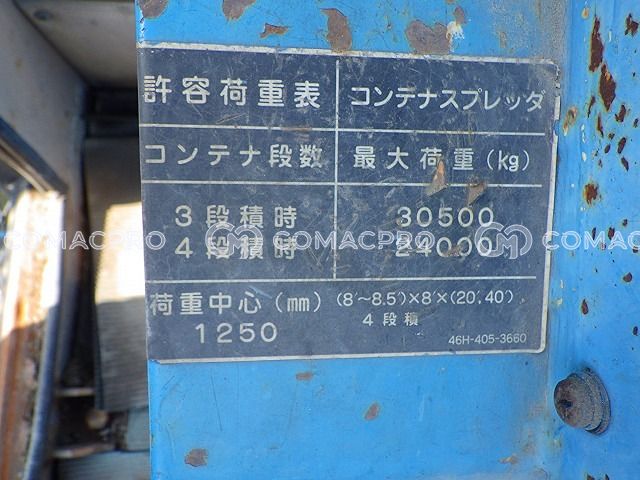 許容荷重表 コンテナスプレッダ
コンテナ段数 最大荷重(kg)
3段積時 30500
4段積時 24000
COMACPRO COMACPRO COMAC
荷重中心(mm) (8'~8.5')×8'×(20',40')
1250 4段積
46H-405-3660